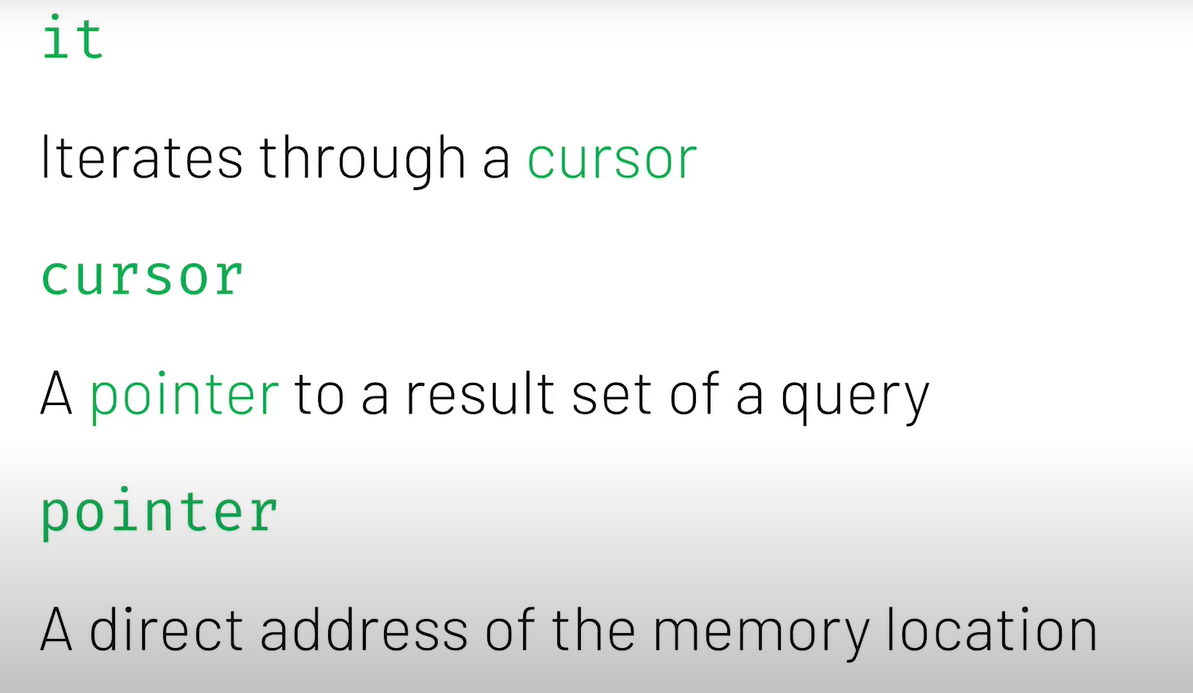 it
Iterates through a cursor
cursor
A pointer to a result set of a query
pointer
A direct address of the memory location